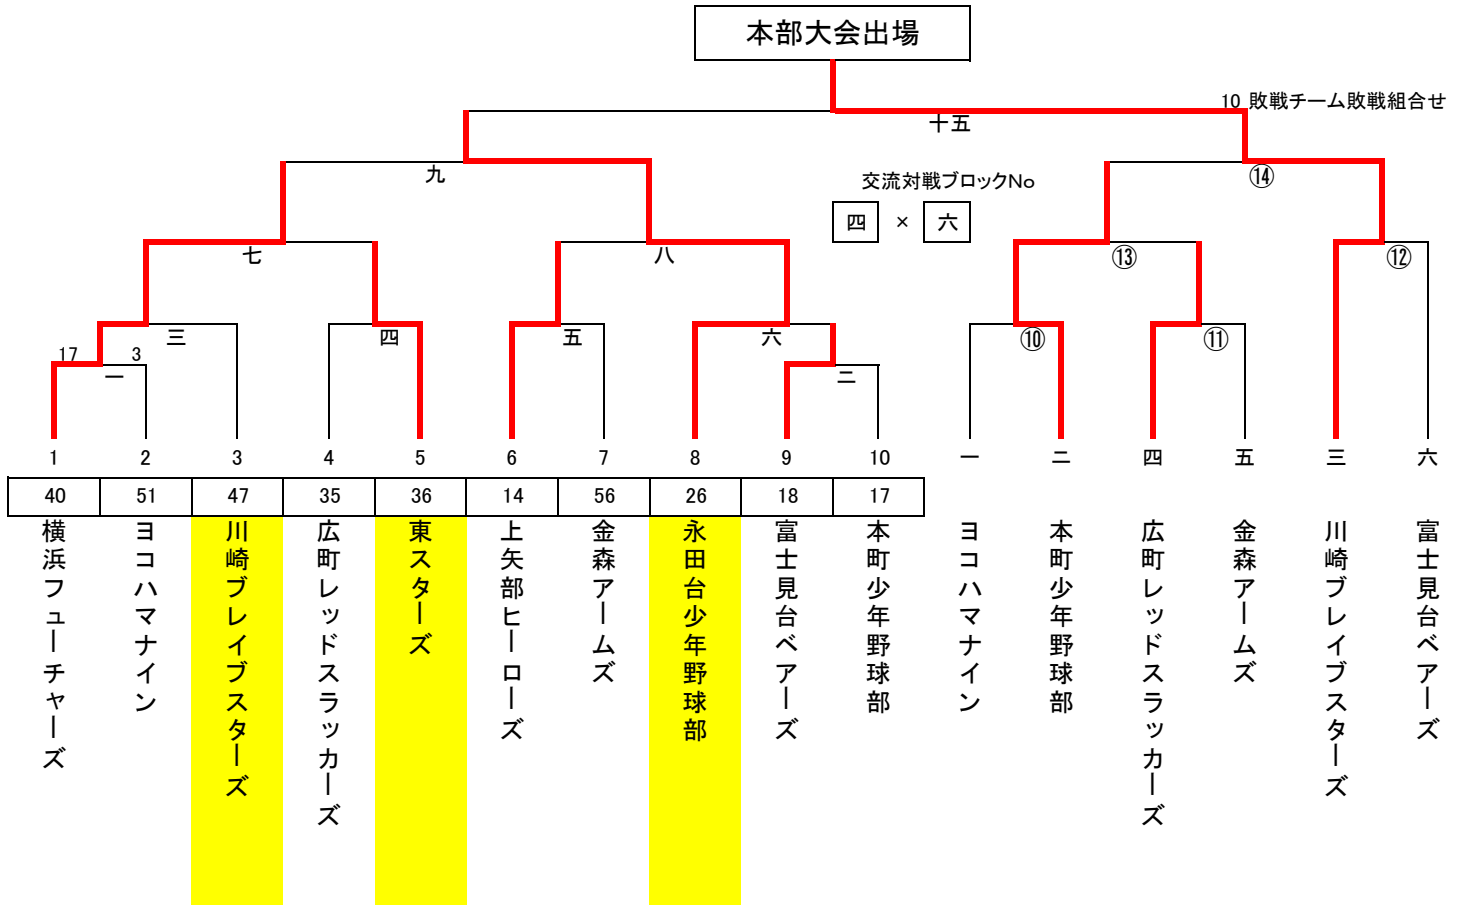 本部大会出場
10 敗戦チーム敗戦組合せ
十五
九
交流対戦ブロックNo
⑭
四 × 六
七
八
⑬
⑫
三
四
五
六
⑩
⑪
17 3
一
二
1 2 3 4 5 6 7 8 9 10 一 二 四 五 三 六
40 51 47 35 36 14 56 26 18 17
横浜フューチャーズ
ヨコハマナイン
川崎ブレイブスターズ
広町レッドスラッカーズ
東スターズ
上矢部ヒーローズ
金森アームズ
永田台少年野球部
富士見台ベアーズ
本町少年野球部
ヨコハマナイン
本町少年野球部
広町レッドスラッカーズ
金森アームズ
川崎ブレイブスターズ
富士見台ベアーズ